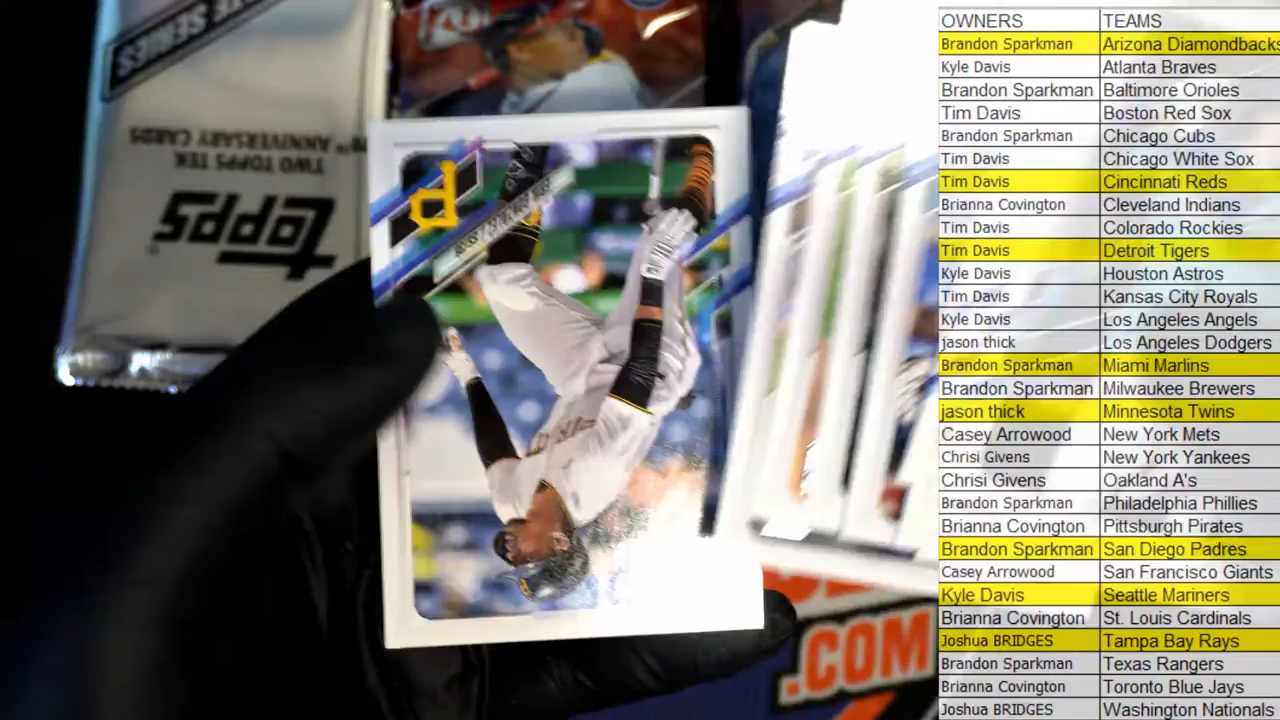 SERIES
TWO TOPPS TEK
ANNIVERSARY CARDS
topps
P
.COM
OWNERS TEAMS
Brandon Sparkman Arizona Diamondbacks
Kyle Davis Atlanta Braves
Brandon Sparkman Baltimore Orioles
Tim Davis Boston Red Sox
Brandon Sparkman Chicago Cubs
Tim Davis Chicago White Sox
Tim Davis Cincinnati Reds
Brianna Covington Cleveland Indians
Tim Davis Colorado Rockies
Tim Davis Detroit Tigers
Kyle Davis Houston Astros
Tim Davis Kansas City Royals
Kyle Davis Los Angeles Angels
jason thick Los Angeles Dodgers
Brandon Sparkman Miami Marlins
Brandon Sparkman Milwaukee Brewers
jason thick Minnesota Twins
Casey Arrowood New York Mets
Chrisi Givens New York Yankees
Chrisi Givens Oakland A's
Brandon Sparkman Philadelphia Phillies
Brianna Covington Pittsburgh Pirates
Brandon Sparkman San Diego Padres
Casey Arrowood San Francisco Giants
Kyle Davis Seattle Mariners
Brianna Covington St. Louis Cardinals
Joshua BRIDGES Tampa Bay Rays
Brandon Sparkman Texas Rangers
Brianna Covington Toronto Blue Jays
Joshua BRIDGES Washington Nationals